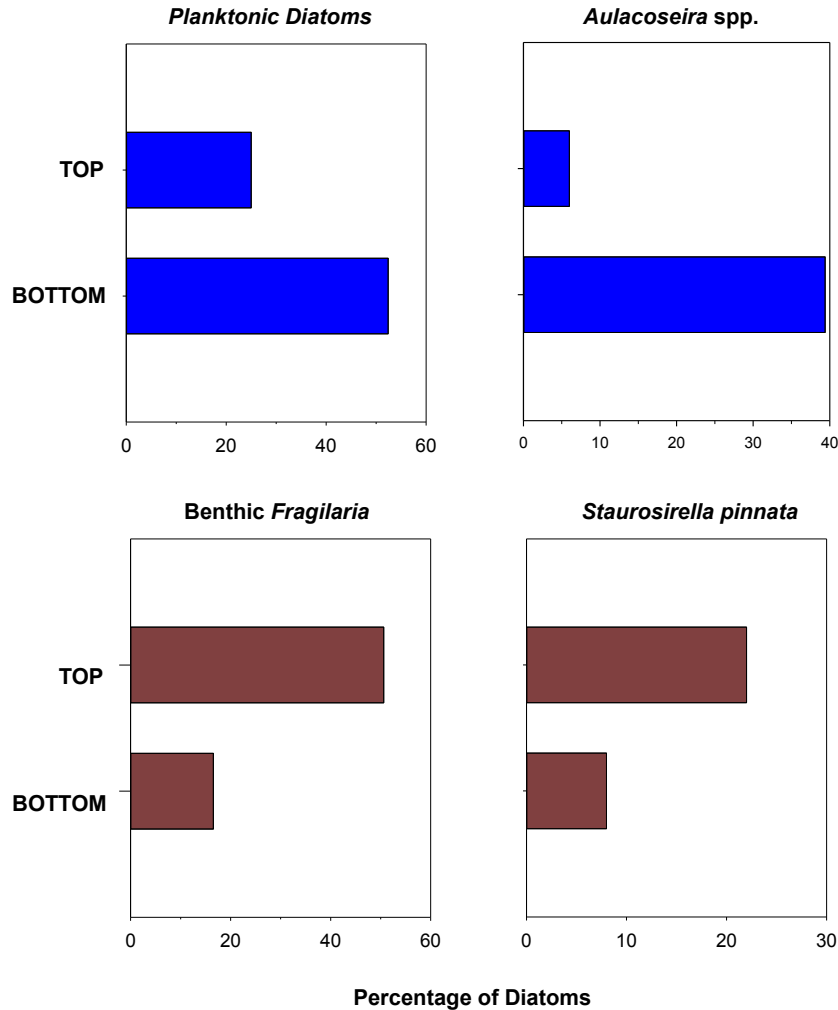 Planktonic Diatoms
Aulacoseira spp.
TOP
BOTTOM
0 20 40 60
0 10 20 30 40
Benthic Fragilaria
Staurosirella pinnata
TOP
BOTTOM
0 20 40 60
0 10 20 30
Percentage of Diatoms